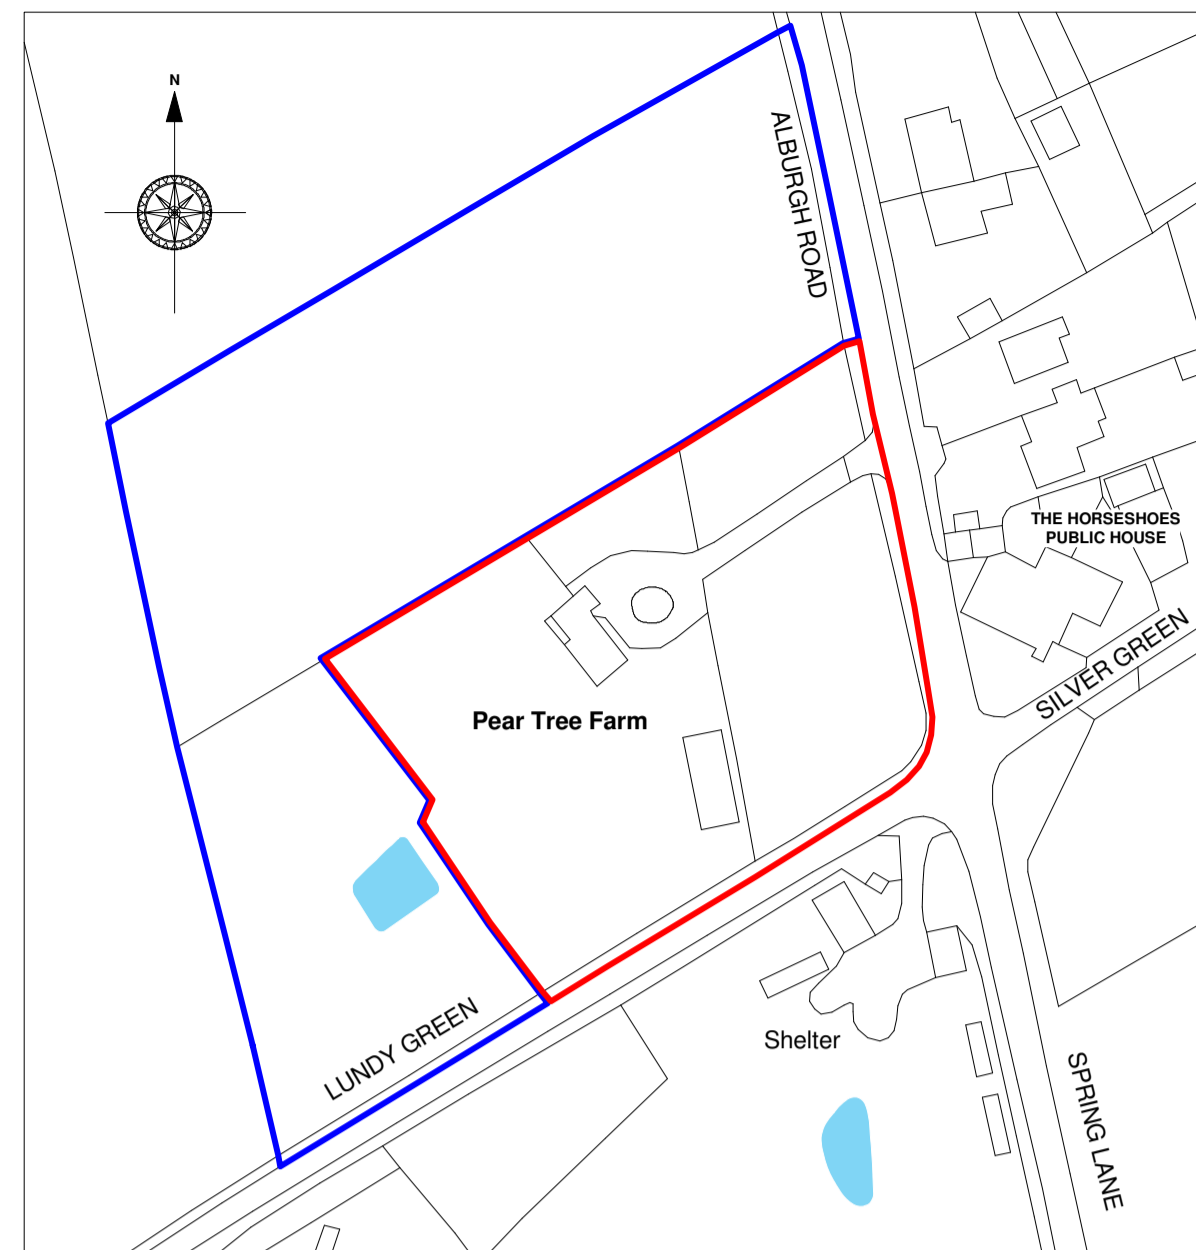 N
ALBURGH ROAD
THE HORSESHOES
PUBLIC HOUSE
SILVER GREEN
Pear Tree Farm
LUNDY GREEN
Shelter
SPRING LANE